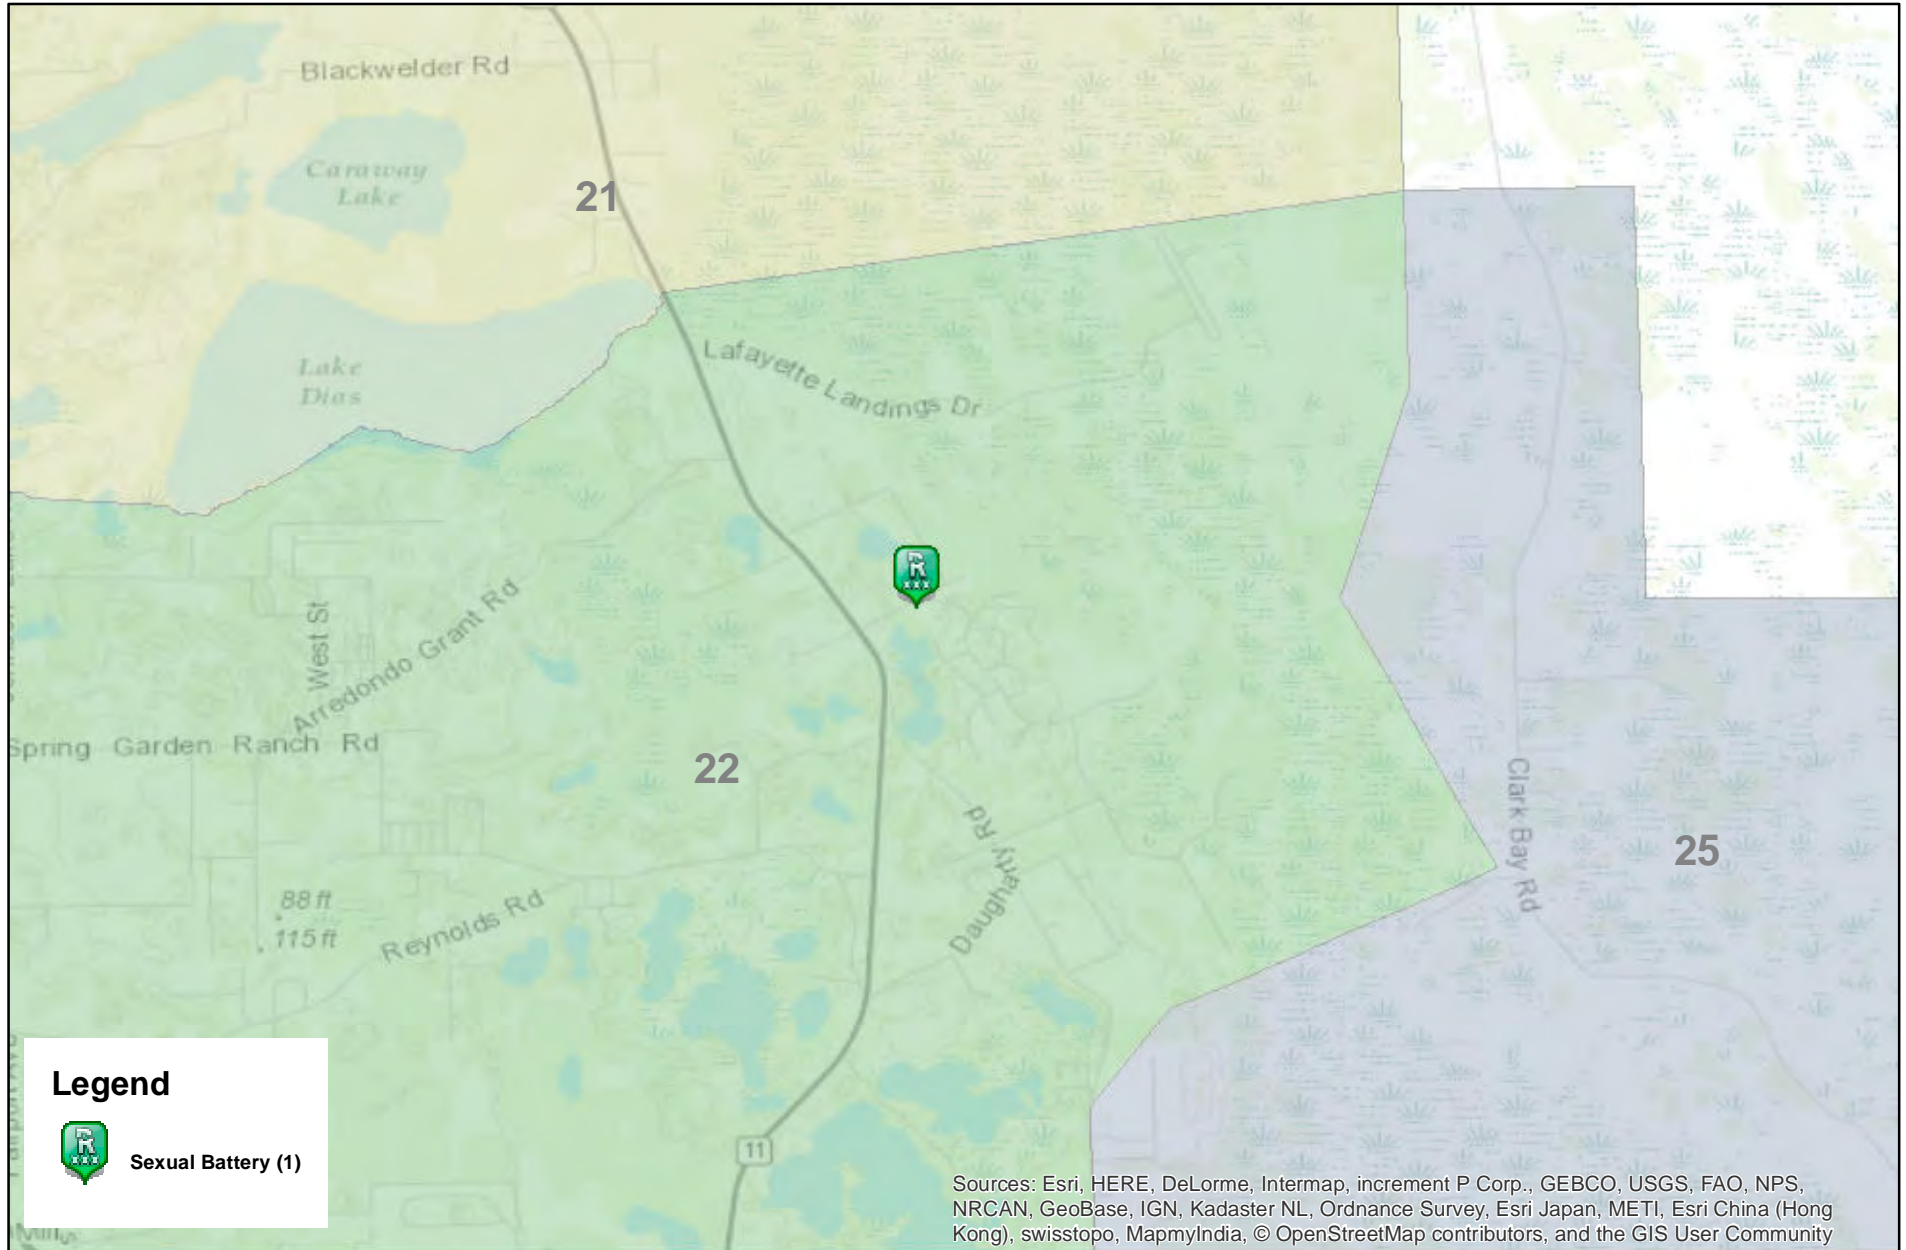 Blackwelder Rd
Caraway
Lake
21
Lake
Dias
Lafayette Landings Dr
R
XXX
West St
Arredondo Grant Rd
Spring Garden Ranch Rd
22
Clark Bay Rd
25
Daugharty Rd
88 ft
115 ft
Reynolds Rd
Legend
R
XXX
Sexual Battery (1)
11
Sources: Esri, HERE, DeLorme, Intermap, increment P Corp., GEBCO, USGS, FAO, NPS,
NRCAN, GeoBase, IGN, Kadaster NL, Ordnance Survey, Esri Japan, METI, Esri China (Hong
Kong), swisstopo, MapmyIndia, © OpenStreetMap contributors, and the GIS User Community